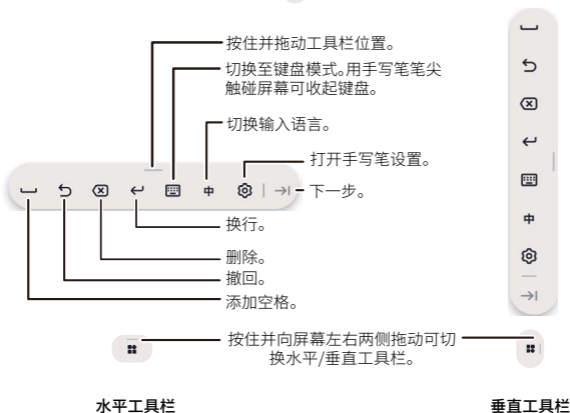 按住并拖动工具栏位置。
切换至键盘模式。用手写笔笔尖
触碰屏幕可收起键盘。
切换输入语言。
打开手写笔设置。
中
下一步。
换行。
删除。
撤回。
添加空格。
中
按住并向屏幕左右两侧拖动可切
换水平/垂直工具栏。
水平工具栏
垂直工具栏